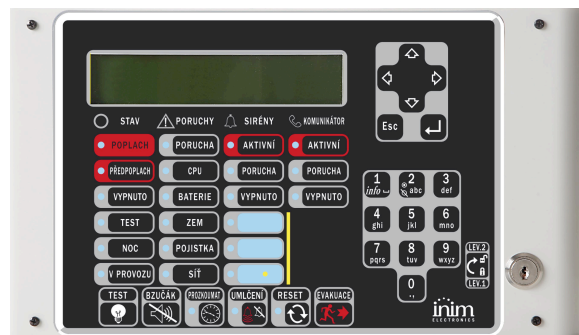 STAV PORUCHY SIRÉNY KOMUNIKÁTOR
POPLACH PORUCHA AKTIVNÍ AKTIVNÍ
PŘEDPOPLACH CPU PORUCHA PORUCHA
VYPNUTO BATERIE VYPNUTO VYPNUTO
TEST ZEM
NOC POJISTKA
V PROVOZU SÍŤ
TEST BZUČÁK PROZKOUMAT UMLČENÍ RESET EVAKUACE
Esc
1 2 3
info abc def
4 5 6
ghi jkl mno
7 8 9
pqrs tuv wxyz
0
.,
LEV.2
LEV.1
inim
ELECTRONICS